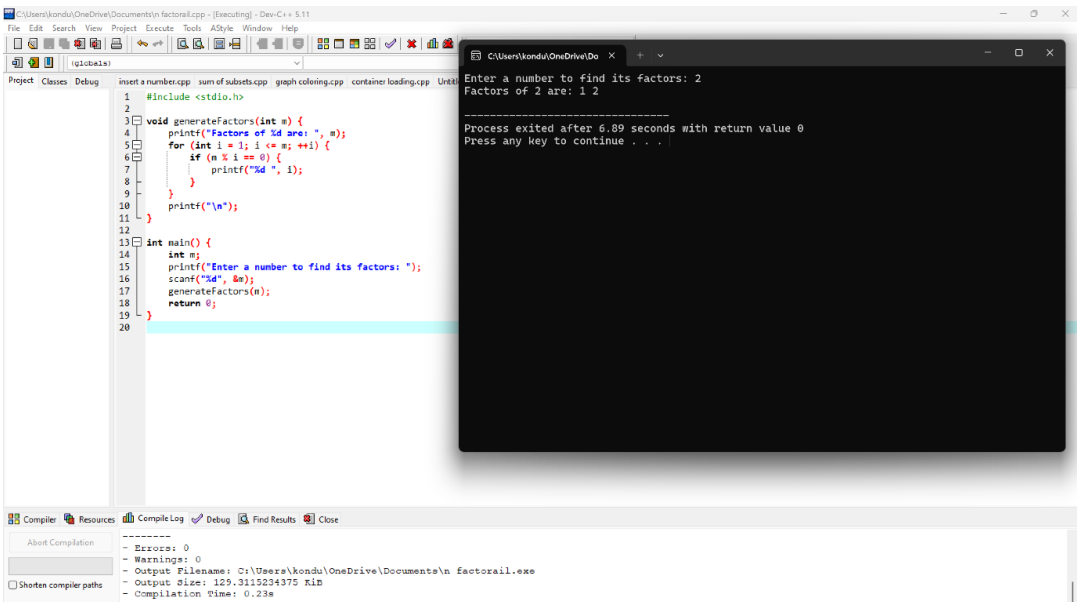 C:\Users\kondu\OneDrive\Documents\n factorail.cpp - [Executing] - Dev-C++ 5.11
File Edit Search View Project Execute Tools AStyle Window Help
(globals)
Project Classes Debug
insert a number.cpp sum of subsets.cpp graph coloring.cpp container loading.cpp Untitle
1 #include <stdio.h>
2
3 void generateFactors(int m) {
4 printf("Factors of %d are: ", m);
5 for (int i = 1; i <= m; ++i) {
6 if (m % i == 0) {
7 printf("%d ", i);
8 }
9 }
10 printf("\n");
11 }
12
13 int main() {
14 int m;
15 printf("Enter a number to find its factors: ");
16 scanf("%d", &m);
17 generateFactors(m);
18 return 0;
19 }
20
C:\Users\kondu\OneDrive\Do
Enter a number to find its factors: 2
Factors of 2 are: 1 2
--------------------------------
Process exited after 6.89 seconds with return value 0
Press any key to continue . . .
Compiler Resources Compile Log Debug Find Results Close
Abort Compilation
Shorten compiler paths
--------
- Errors: 0
- Warnings: 0
- Output Filename: C:\Users\kondu\OneDrive\Documents\n factorail.exe
- Output Size: 129.3115234375 KiB
- Compilation Time: 0.23s